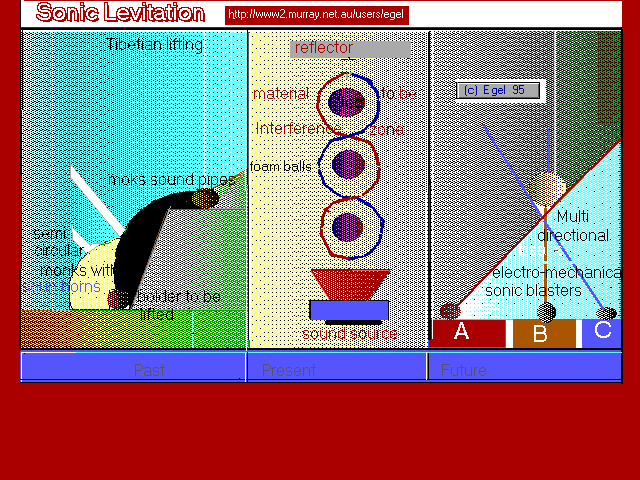 Sonic Levitation
http://www2.murray.net.au/users/egel
Tibetian lifting
moks sound pipes
semi
circular
monks with
horns
boulder to be
lifted
reflector
material to be
Interference zone
foam balls
sound source
(c) Egel 95
Multi
directional
electro-mechanica
sonic blasters
A
B
C
Past
Present
Future